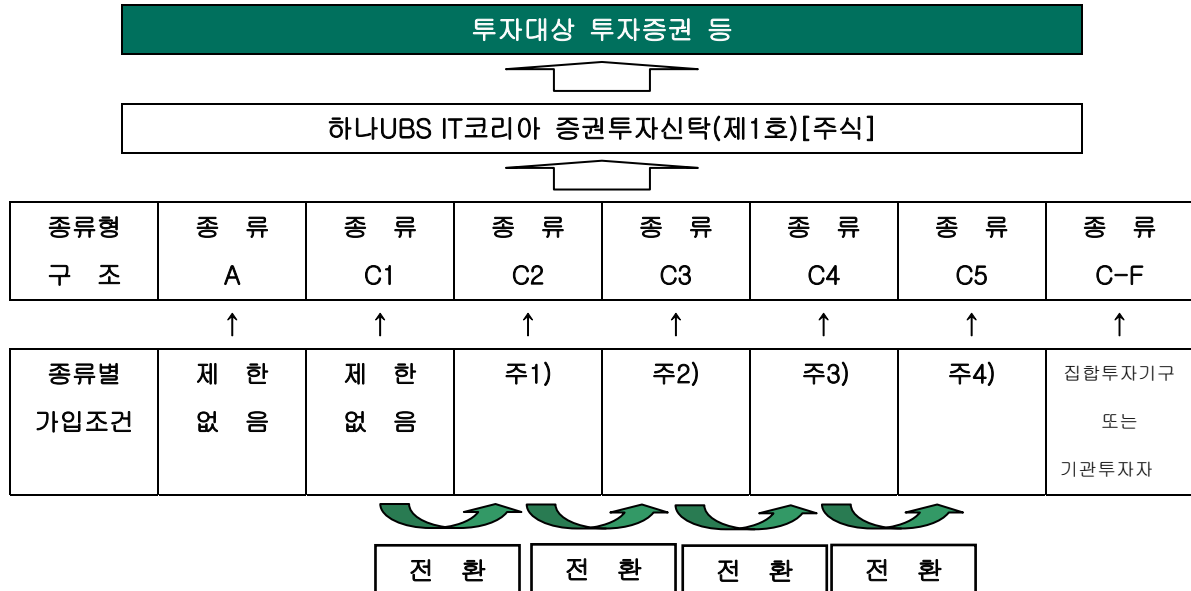 투자대상 투자증권 등
하나UBS IT코리아 증권투자신탁(제1호)[주식]
종류형 종 류 종 류 종 류 종 류 종 류 종 류 종 류
구 조 A C1 C2 C3 C4 C5 C-F
↑ ↑ ↑ ↑ ↑ ↑ ↑
종류별 제 한 제 한 주1) 주2) 주3) 주4) 집합투자기구
가입조건 없 음 없 음 또는
기관투자자
전 환 전 환 전 환 전 환